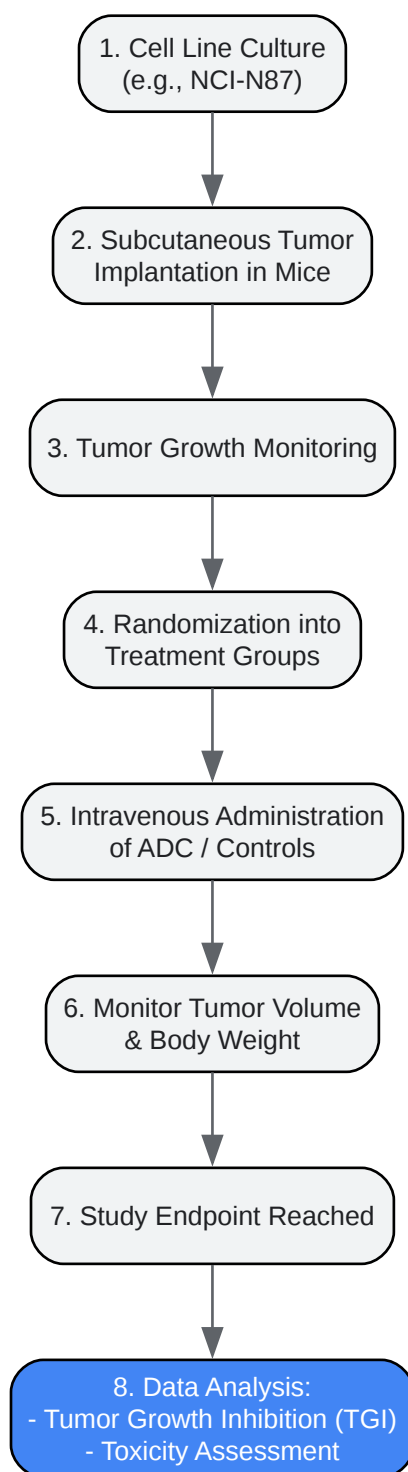 1. Cell Line Culture
(e.g., NCI-N87)
2. Subcutaneous Tumor
Implantation in Mice
3. Tumor Growth Monitoring
4. Randomization into
Treatment Groups
5. Intravenous Administration
of ADC / Controls
6. Monitor Tumor Volume
& Body Weight
7. Study Endpoint Reached
8. Data Analysis:
- Tumor Growth Inhibition (TGI)
- Toxicity Assessment